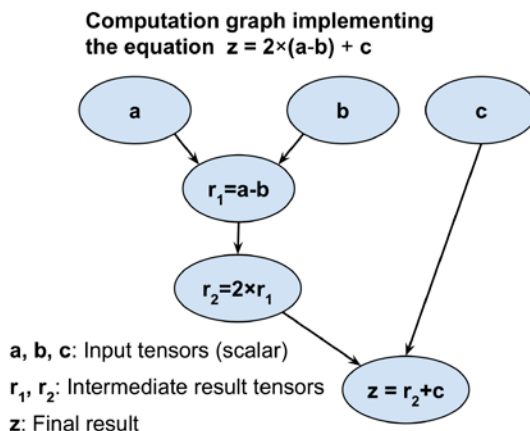 Computation graph implementing
the equation z = 2×(a-b) + c
a
b
c
r₁=a-b
r₂=2×r₁
z = r₂+c
a, b, c: Input tensors (scalar)
r₁, r₂: Intermediate result tensors
z: Final result